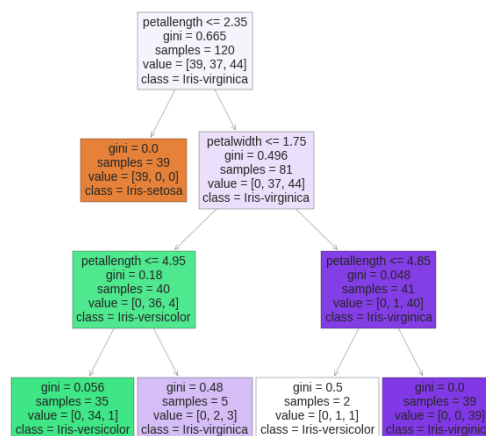 petallength <= 2.35
gini = 0.665
samples = 120
value = [39, 37, 44]
class = Iris-virginica
gini = 0.0
samples = 39
value = [39, 0, 0]
class = Iris-setosa
petalwidth <= 1.75
gini = 0.496
samples = 81
value = [0, 37, 44]
class = Iris-virginica
petallength <= 4.95
gini = 0.18
samples = 40
value = [0, 36, 4]
class = Iris-versicolor
petallength <= 4.85
gini = 0.048
samples = 41
value = [0, 1, 40]
class = Iris-virginica
gini = 0.056
samples = 35
value = [0, 34, 1]
class = Iris-versicolor
gini = 0.48
samples = 5
value = [0, 2, 3]
class = Iris-virginica
gini = 0.5
samples = 2
value = [0, 1, 1]
class = Iris-versicolor
gini = 0.0
samples = 39
value = [0, 0, 39]
class = Iris-virginica